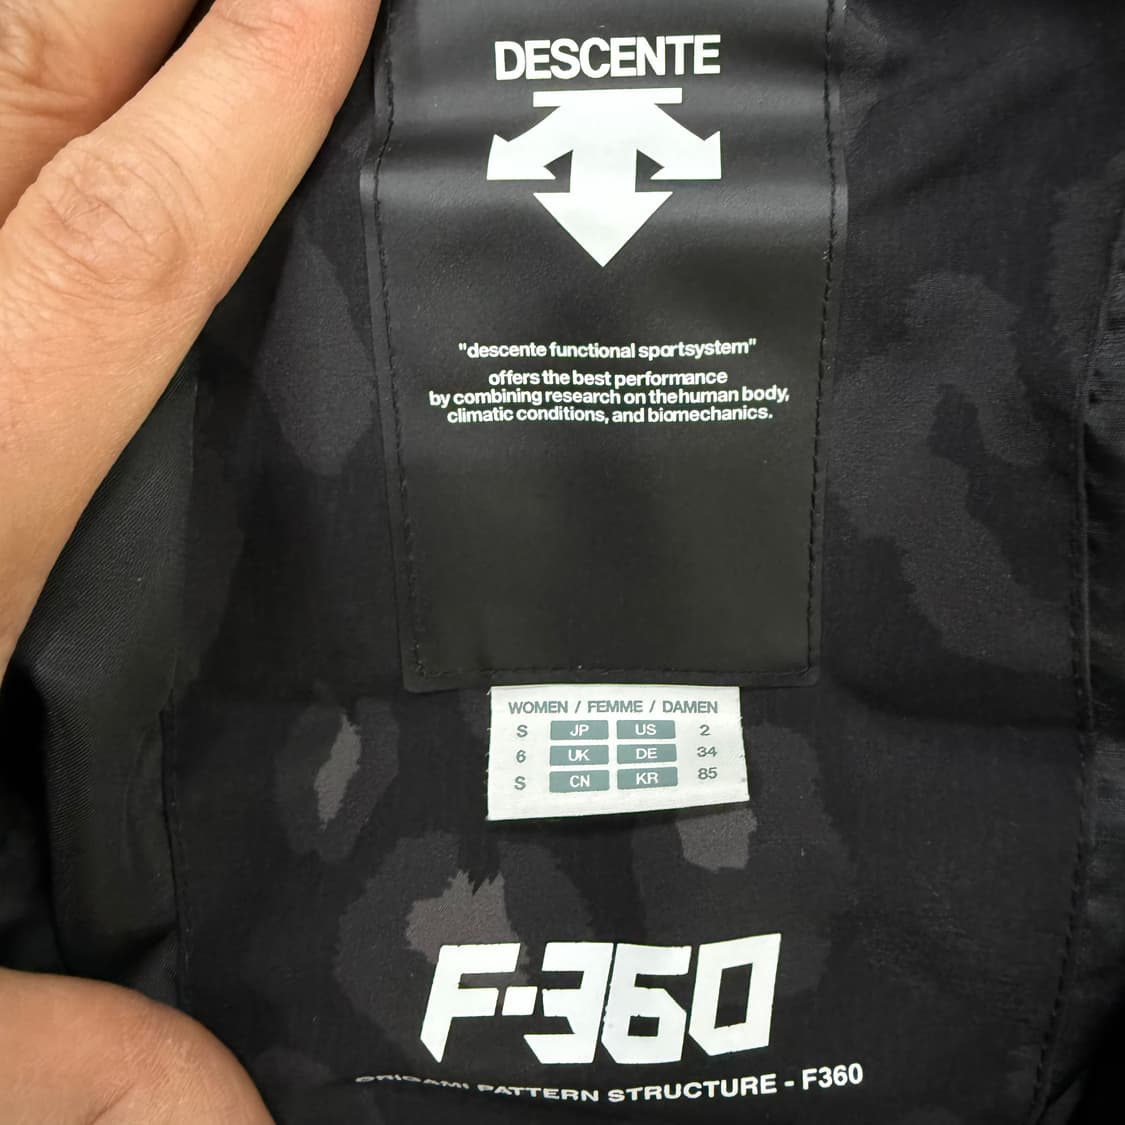 DESCENTE
"descente functional sportsystem"
offers the best performance
by combining research on the human body,
climatic conditions, and biomechanics.
WOMEN / FEMME / DAMEN
S JP US 2
6 UK DE 34
S CN KR 85
F-360
ORIGAMI PATTERN STRUCTURE - F360